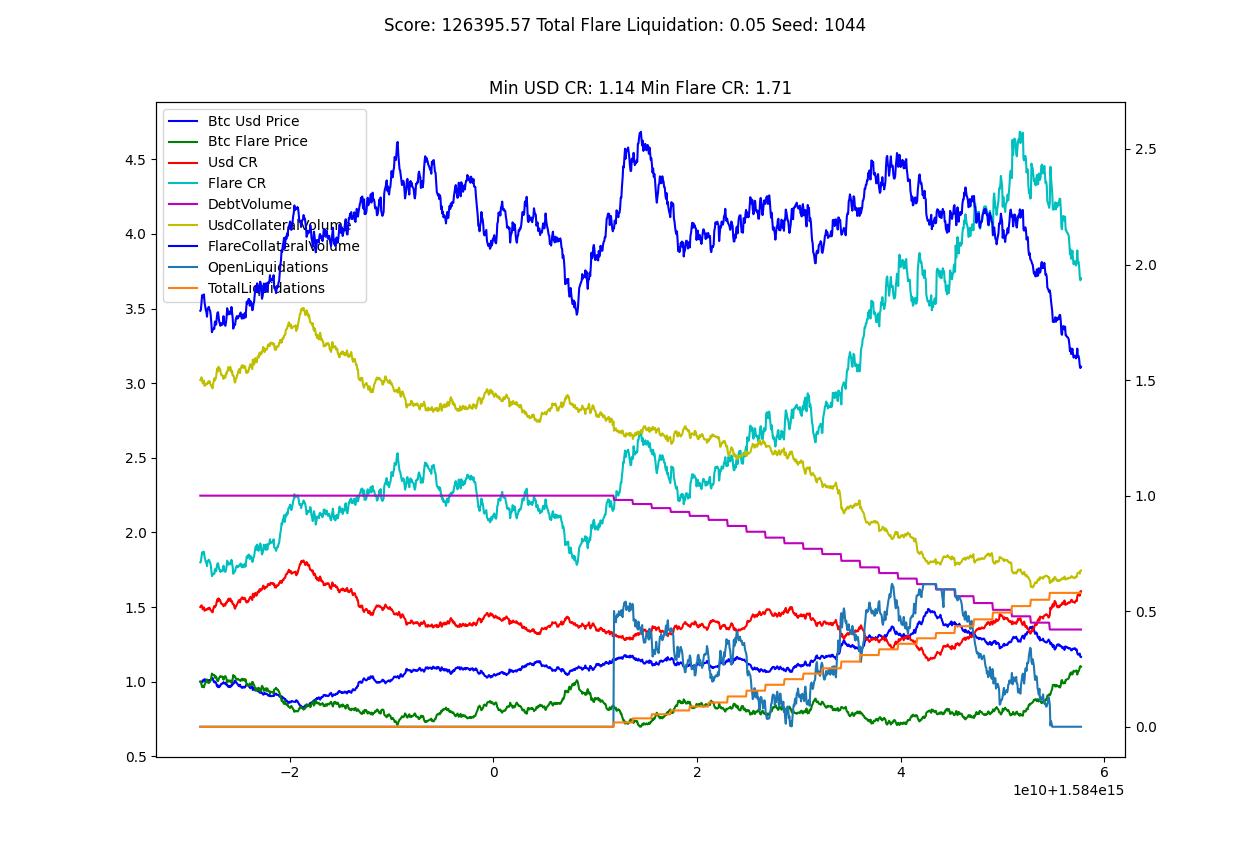 Score: 126395.57 Total Flare Liquidation: 0.05 Seed: 1044
Min USD CR: 1.14 Min Flare CR: 1.71
Btc Usd Price
Btc Flare Price
Usd CR
Flare CR
DebtVolume
UsdCollateralVolume
FlareCollateralVolume
OpenLiquidations
TotalLiquidations
4.5
4.0
3.5
3.0
2.5
2.0
1.5
1.0
0.5
2.5
2.0
1.5
1.0
0.5
0.0
−2 0 2 4 6
1e10+1.584e15